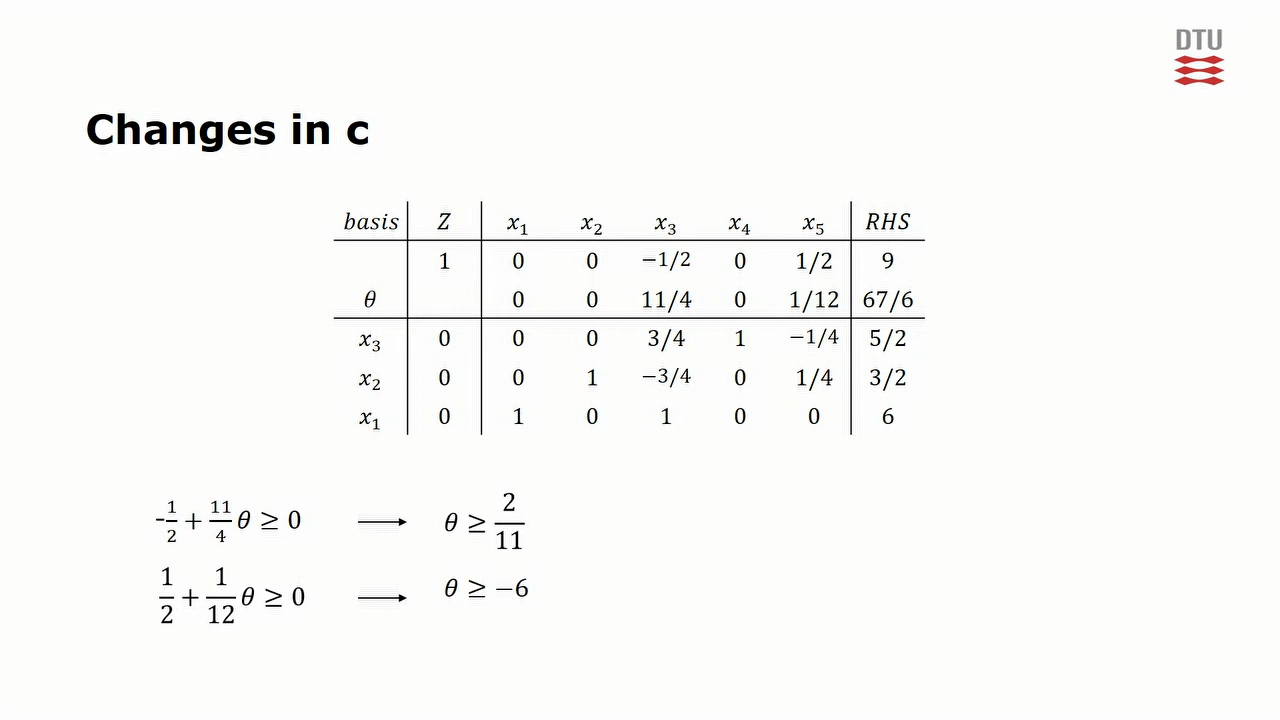 DTU
Changes in c
basis Z x₁ x₂ x₃ x₄ x₅ RHS
1 0 0 −1/2 0 1/2 9
θ 0 0 11/4 0 1/12 67/6
x₃ 0 0 0 3/4 1 −1/4 5/2
x₂ 0 0 1 −3/4 0 1/4 3/2
x₁ 0 1 0 1 0 0 6
-1/2 + 11/4 θ ≥ 0 → θ ≥ 2/11
1/2 + 1/12 θ ≥ 0 → θ ≥ −6